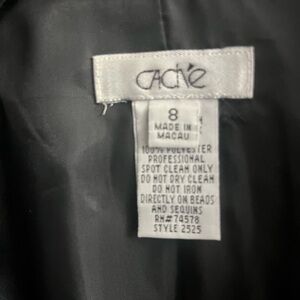 caché
8
MADE IN
MACAU
100% POLYESTER
PROFESSIONAL
SPOT CLEAN ONLY
DO NOT DRY CLEAN
DO NOT IRON
DIRECTLY ON BEADS
AND SEQUINS
RN#74578
STYLE 2525